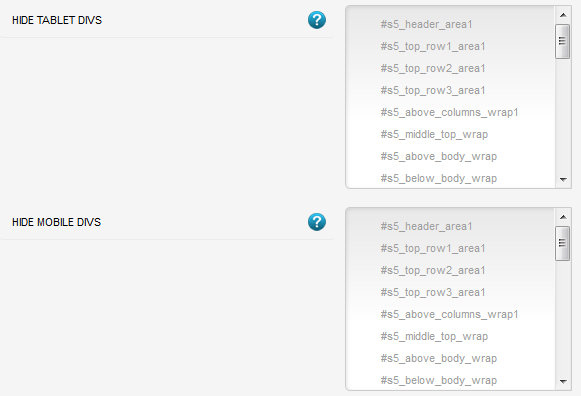 HIDE TABLET DIVS
?
#s5_header_area1
#s5_top_row1_area1
#s5_top_row2_area1
#s5_top_row3_area1
#s5_above_columns_wrap1
#s5_middle_top_wrap
#s5_above_body_wrap
#s5_below_body_wrap
HIDE MOBILE DIVS
?
#s5_header_area1
#s5_top_row1_area1
#s5_top_row2_area1
#s5_top_row3_area1
#s5_above_columns_wrap1
#s5_middle_top_wrap
#s5_above_body_wrap
#s5_below_body_wrap